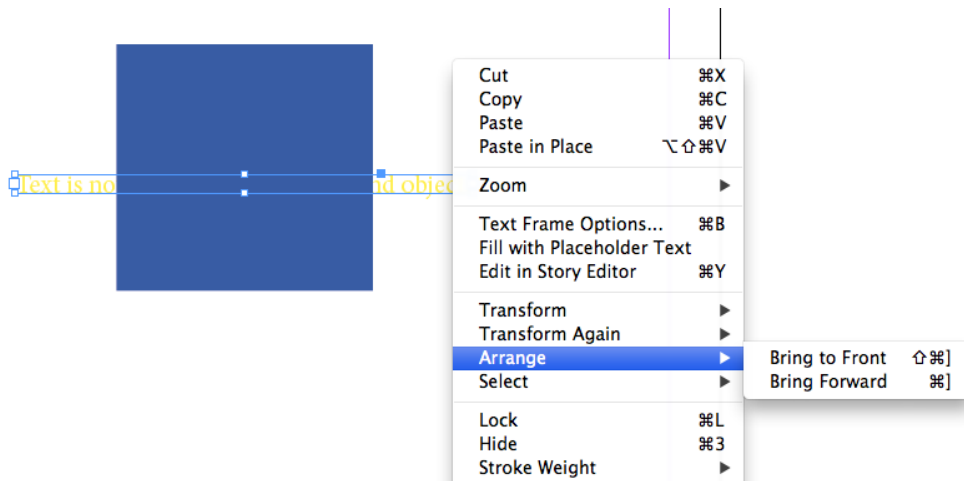 Cut ⌘X
Copy ⌘C
Paste ⌘V
Paste in Place ⌥⇧⌘V
Text is no nd objec
Zoom
Text Frame Options... ⌘B
Fill with Placeholder Text
Edit in Story Editor ⌘Y
Transform
Transform Again
Arrange
Bring to Front ⇧⌘]
Select
Bring Forward ⌘]
Lock ⌘L
Hide ⌘3
Stroke Weight